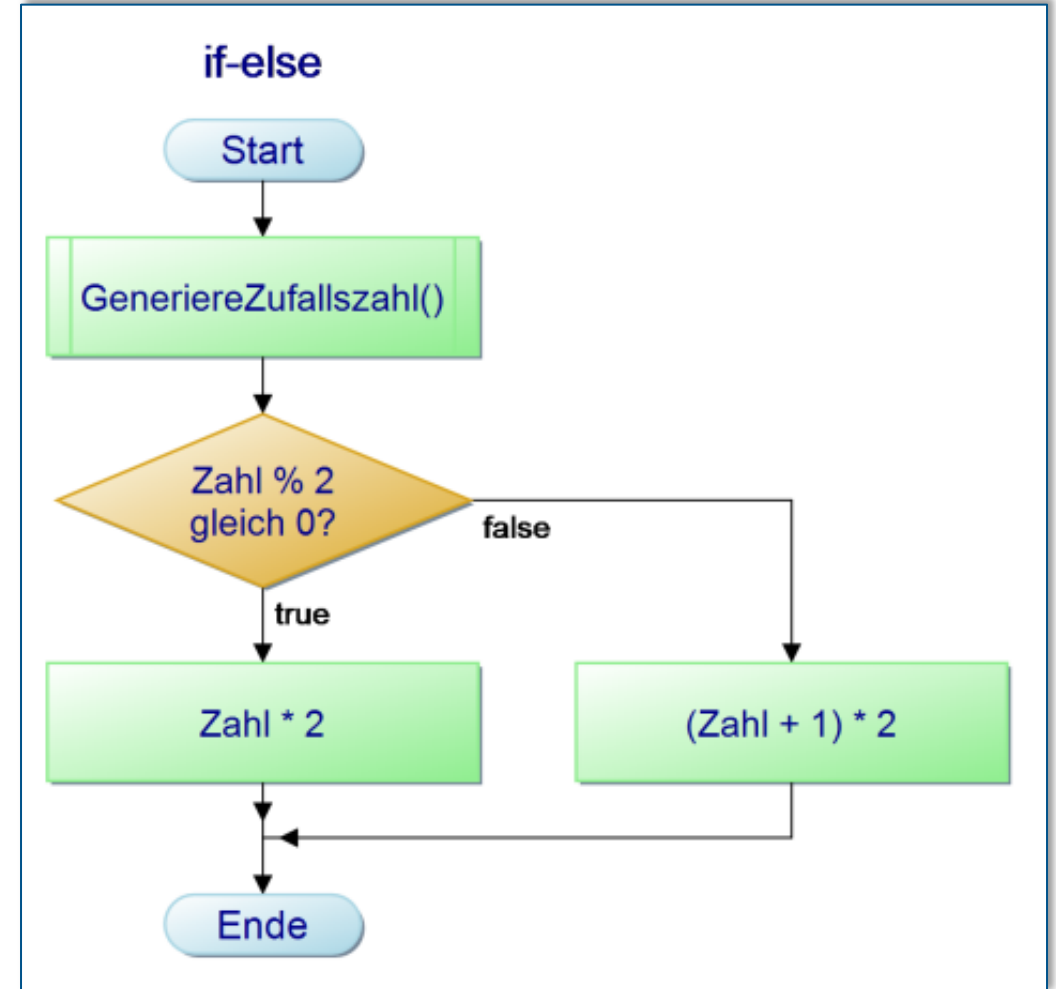 if-else
Start
GeneriereZufallszahl()
Zahl % 2
gleich 0?
false
true
Zahl * 2
(Zahl + 1) * 2
Ende